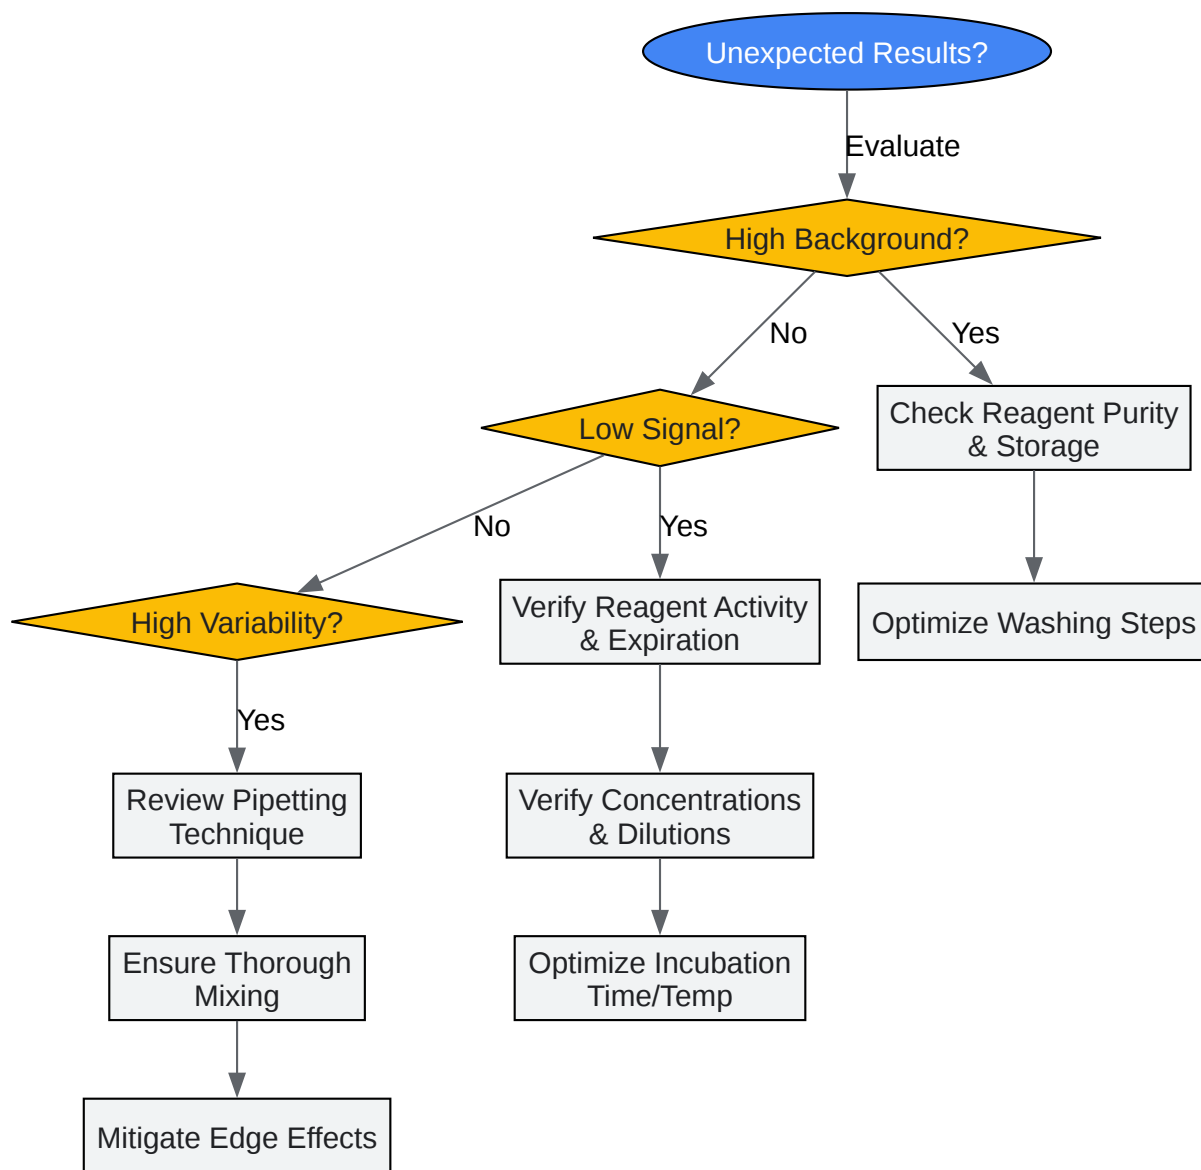 Unexpected Results?
Evaluate
High Background?
No
Yes
Low Signal?
Check Reagent Purity
& Storage
No
Yes
High Variability?
Verify Reagent Activity
& Expiration
Optimize Washing Steps
Yes
Review Pipetting
Technique
Verify Concentrations
& Dilutions
Ensure Thorough
Mixing
Optimize Incubation
Time/Temp
Mitigate Edge Effects